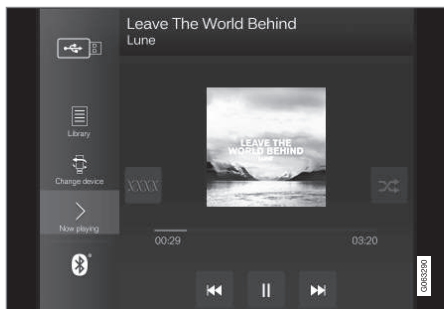 Leave The World Behind
Lune
Library
Change device
Now playing
XXXX
LEAVE THE
WORLD BEHIND
LUNE
00:29
03:20
G063290